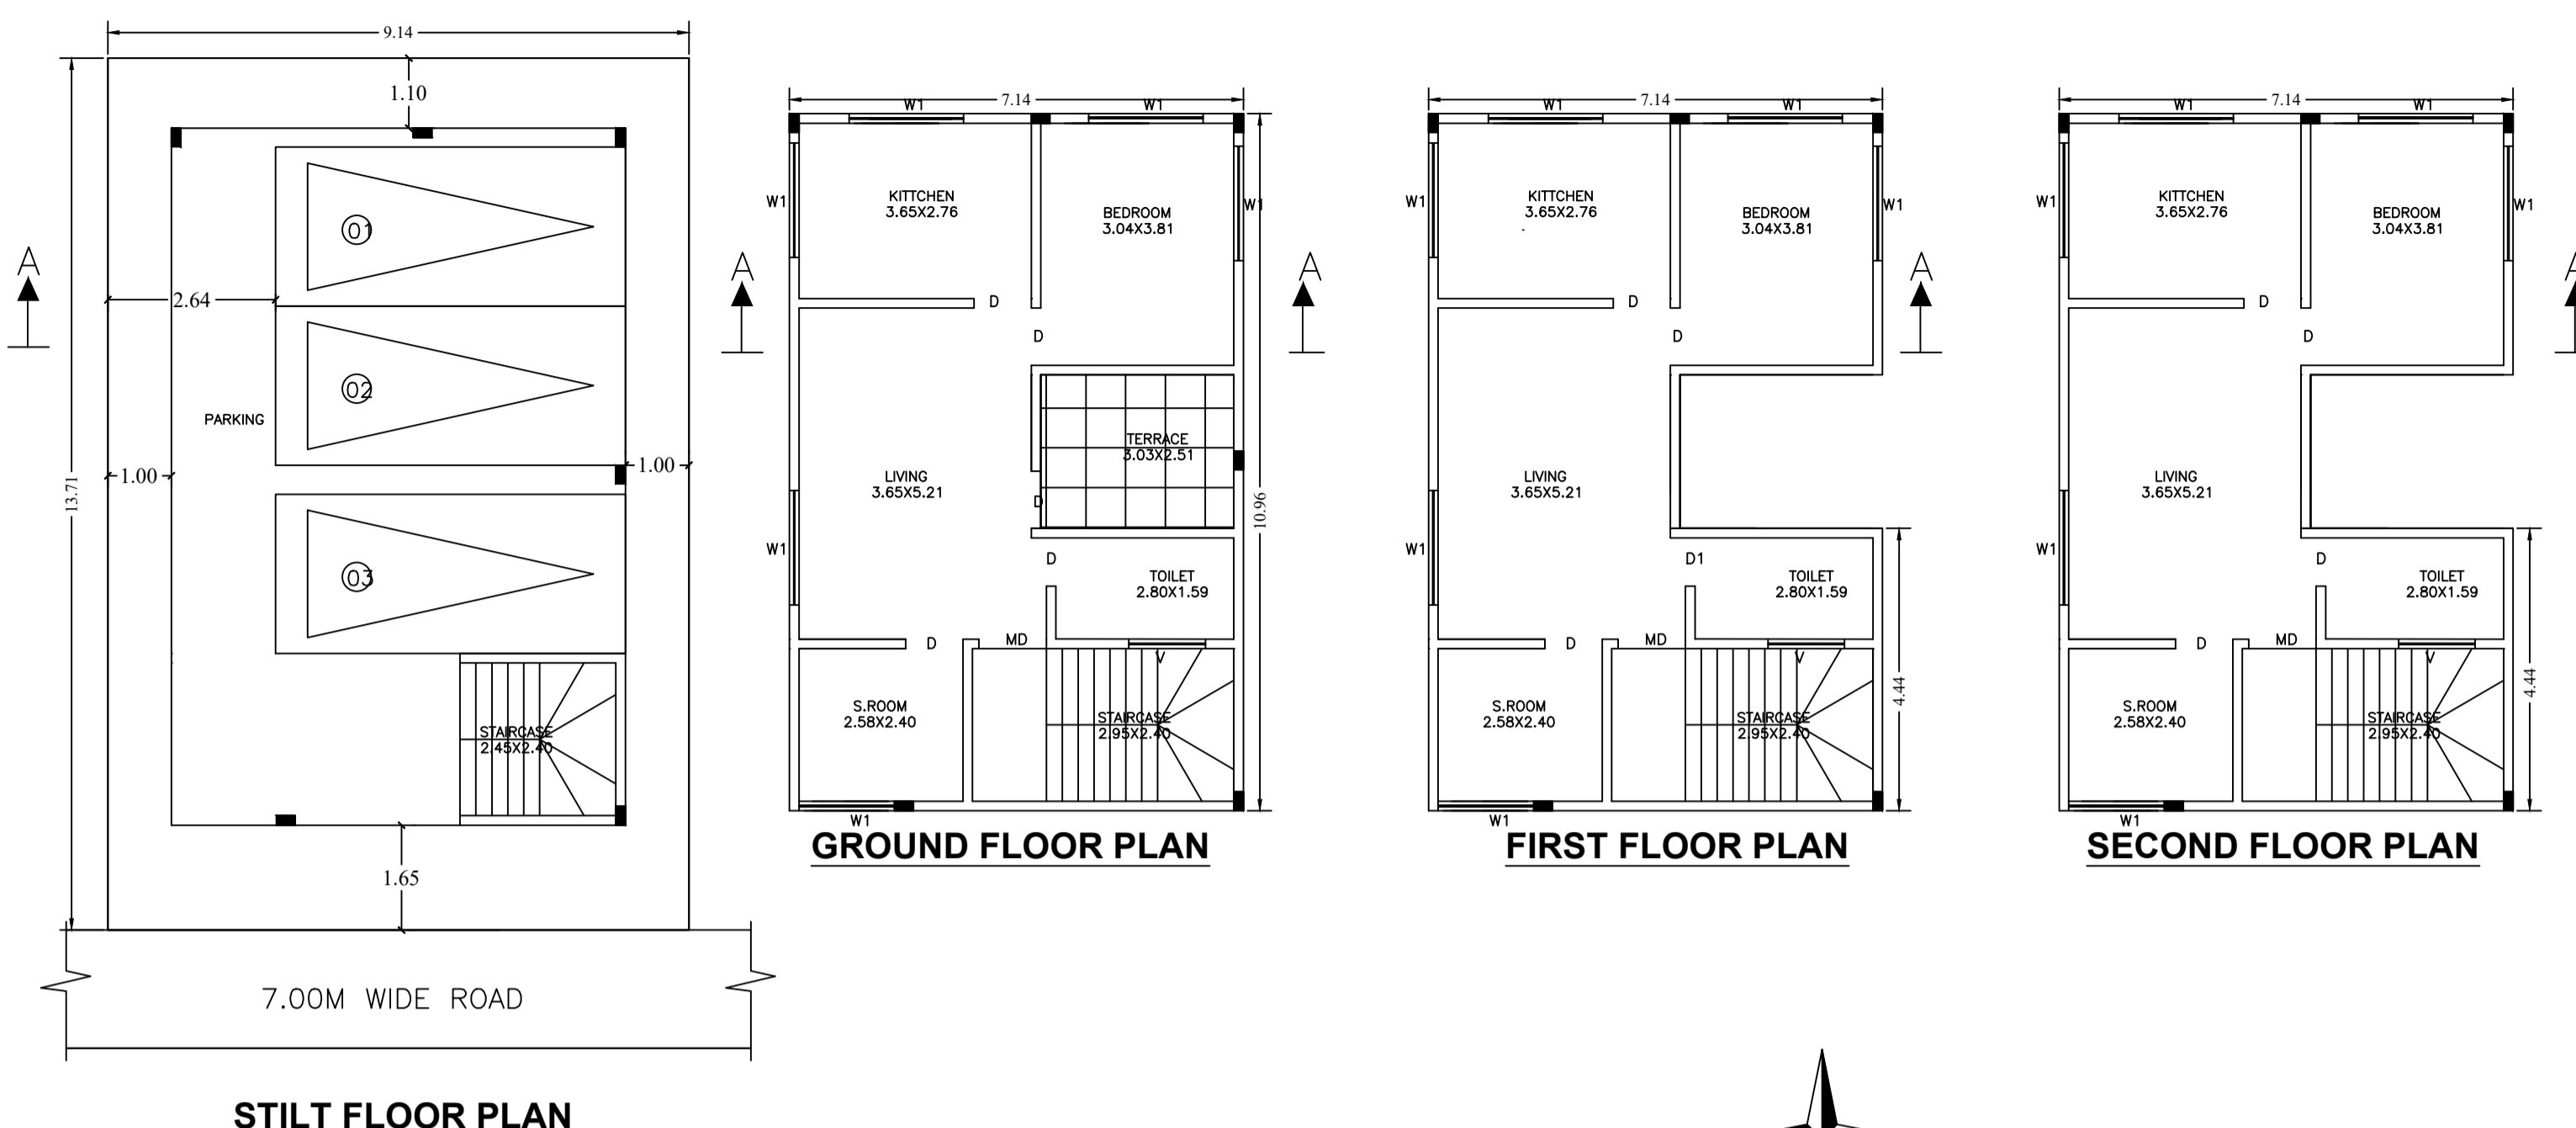 9.14
1.10
13.71
A
01
2.64
02
PARKING
1.00
1.00
03
STAIRCASE
2.45X2.40
1.65
7.00M WIDE ROAD
STILT FLOOR PLAN
7.14
W1
W1
KITTCHEN
3.65X2.76
W1
BEDROOM
3.04X3.81
W1
A
A
D
D
TERRACE
3.03X2.51
LIVING
3.65X5.21
D
10.96
W1
D
TOILET
2.80X1.59
D
MD
V
S.ROOM
2.58X2.40
STAIRCASE
2.95X2.40
W1
GROUND FLOOR PLAN
7.14
W1
W1
KITTCHEN
3.65X2.76
W1
BEDROOM
3.04X3.81
W1
A
D
D
LIVING
3.65X5.21
W1
D1
TOILET
2.80X1.59
D
MD
V
S.ROOM
2.58X2.40
STAIRCASE
2.95X2.40
4.44
W1
FIRST FLOOR PLAN
7.14
W1
W1
KITTCHEN
3.65X2.76
W1
BEDROOM
3.04X3.81
W1
D
D
LIVING
3.65X5.21
W1
D
TOILET
2.80X1.59
D
MD
V
S.ROOM
2.58X2.40
STAIRCASE
2.95X2.40
4.44
W1
SECOND FLOOR PLAN